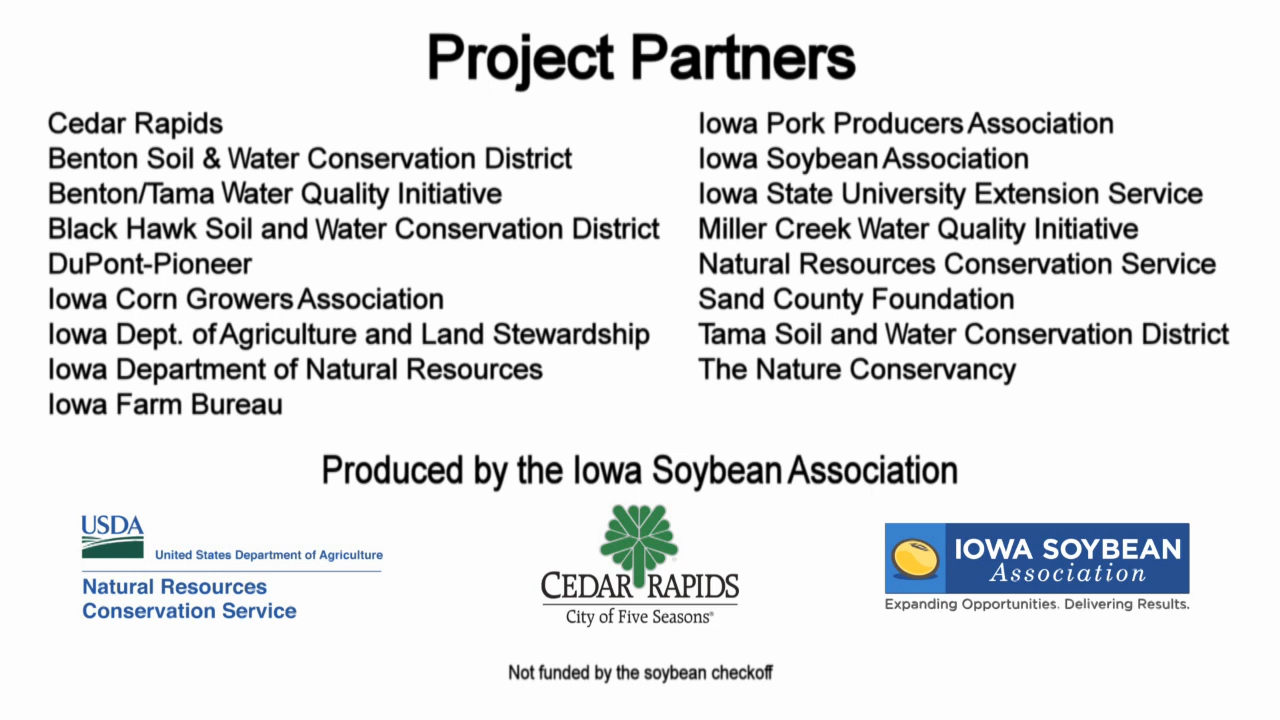 Project Partners
Cedar Rapids
Benton Soil & Water Conservation District
Benton/Tama Water Quality Initiative
Black Hawk Soil and Water Conservation District
DuPont-Pioneer
Iowa Corn Growers Association
Iowa Dept. of Agriculture and Land Stewardship
Iowa Department of Natural Resources
Iowa Farm Bureau
Iowa Pork Producers Association
Iowa Soybean Association
Iowa State University Extension Service
Miller Creek Water Quality Initiative
Natural Resources Conservation Service
Sand County Foundation
Tama Soil and Water Conservation District
The Nature Conservancy
Produced by the Iowa Soybean Association
USDA
United States Department of Agriculture
Natural Resources
Conservation Service
CEDAR RAPIDS
City of Five Seasons®
IOWA SOYBEAN
Association
Expanding Opportunities. Delivering Results.
Not funded by the soybean checkoff